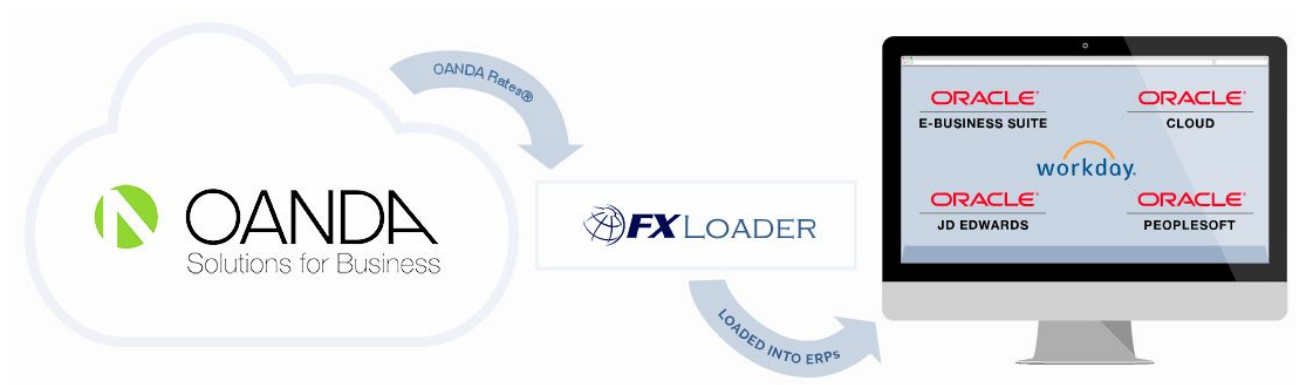 OANDA
Solutions for Business
OANDA Rates®
FXLOADER
LOADED INTO ERPs
ORACLE®
E-BUSINESS SUITE
ORACLE®
CLOUD
workday.
ORACLE®
JD EDWARDS
ORACLE®
PEOPLESOFT